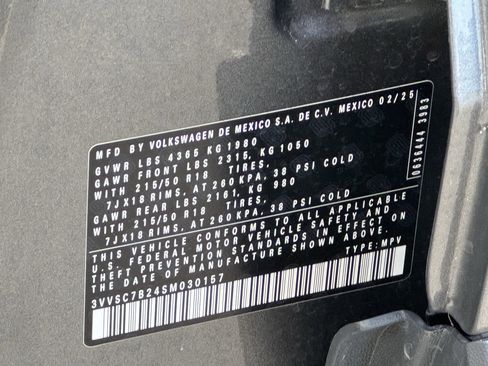 MFD BY VOLKSWAGEN DE MEXICO S.A. DE C.V. MEXICO 02/25
GVWR LBS 4365 KG 1980
GAWR FRONT LBS 2315, KG 1050
WITH 215/50 R18 TIRES,
7JX18 RIMS, AT 260 KPA, 38 PSI COLD
GAWR REAR LBS 2161, KG 980
WITH 215/50 R18 TIRES,
7JX18 RIMS, AT 260 KPA, 38 PSI COLD
THIS VEHICLE CONFORMS TO ALL APPLICABLE
U.S. FEDERAL MOTOR VEHICLE SAFETY AND
THEFT PREVENTION STANDARDS IN EFFECT ON
THE DATE OF MANUFACTURE SHOWN ABOVE.
3VVSC7B24SM030157 TYPE: MPV
0636444 3983